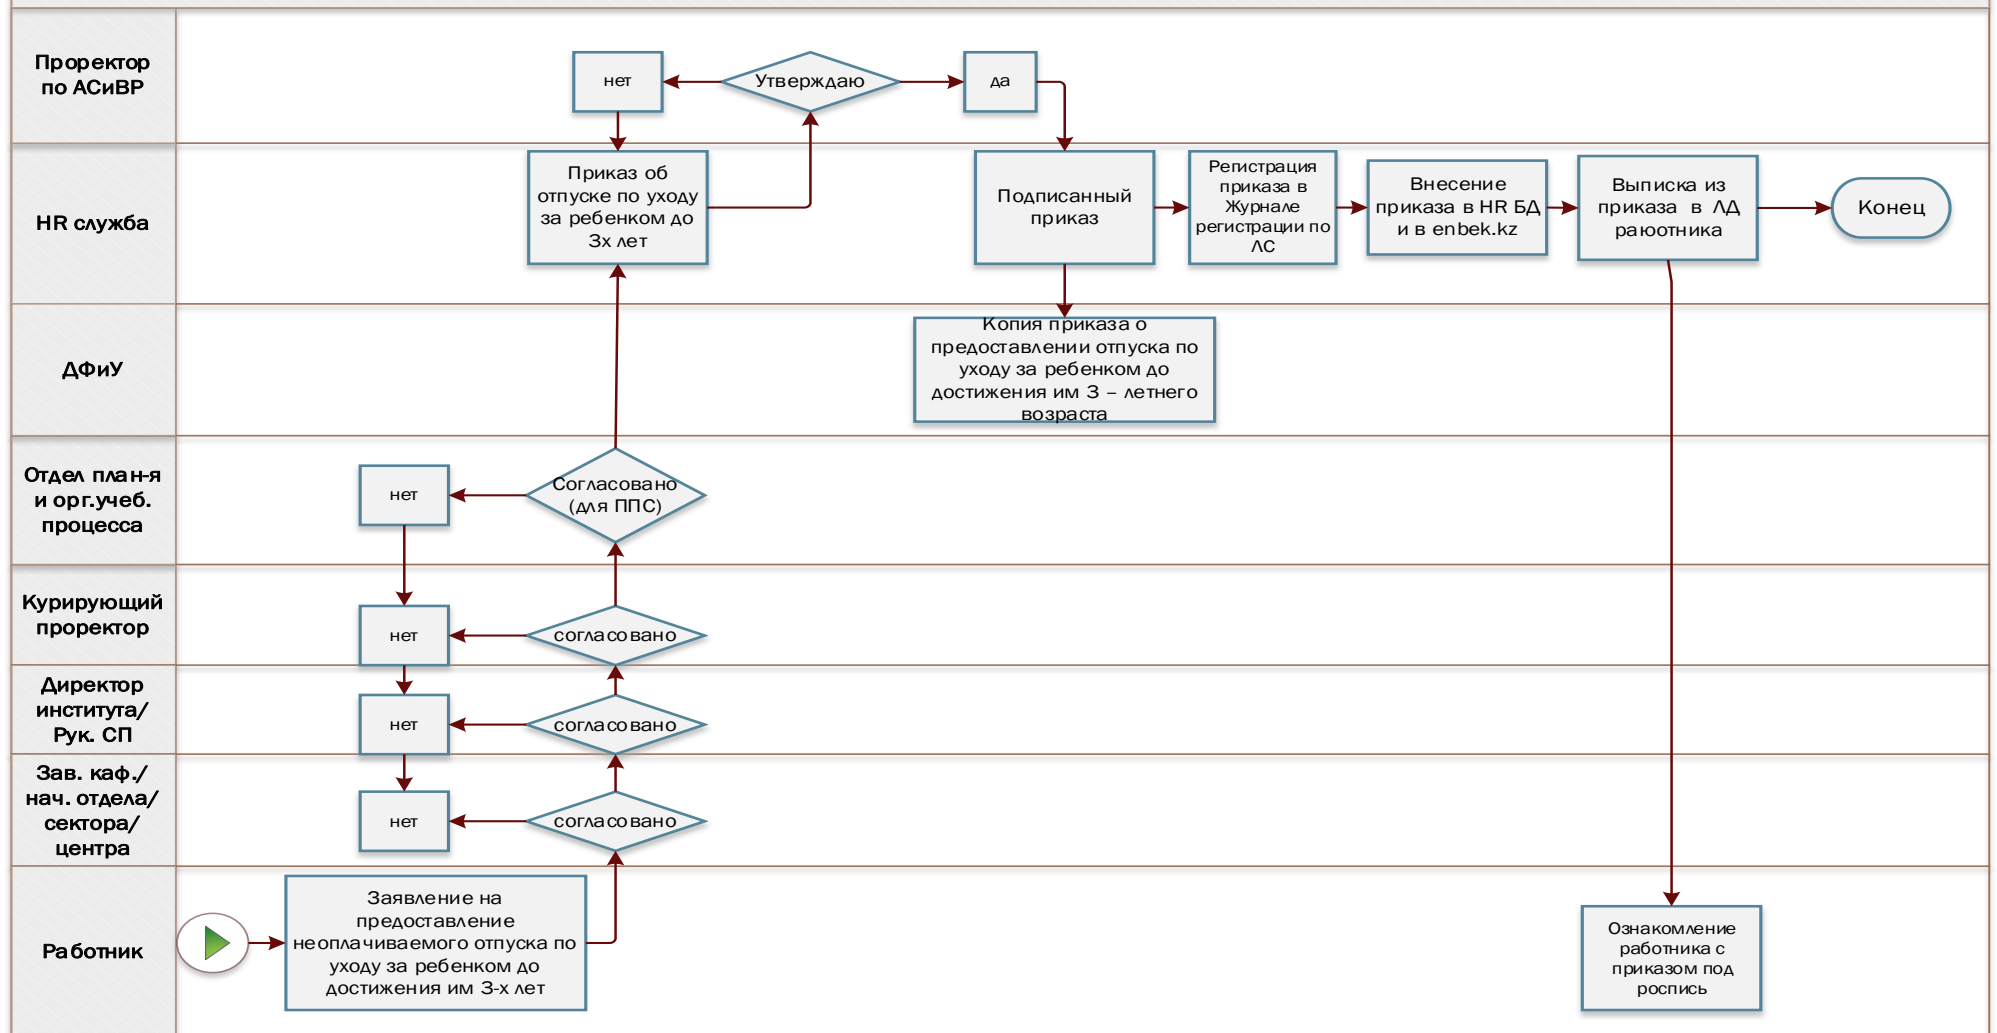 Проректор
по АСиВР
нет
Утверждаю
да
HR служба
Приказ об
отпуске по уходу
за ребенком до
3х лет
Подписанный
приказ
Регистрация
приказа в
Журнале
регистрации по
ЛС
Внесение
приказа в HR БД
и в enbek.kz
Выписка из
приказа в ЛД
раюотника
Конец
ДФиУ
Копия приказа о
предоставлении отпуска по
уходу за ребенком до
достижения им 3 – летнего
возраста
Отдел план-я
и орг.учеб.
процесса
нет
Согласовано
(для ППС)
Курирующий
проректор
нет
согласовано
Директор
института/
Рук. СП
нет
согласовано
Зав. каф./
нач. отдела/
сектора/
центра
нет
согласовано
Работник
Заявление на
предоставление
неоплачиваемого отпуска по
уходу за ребенком до
достижения им 3-х лет
Ознакомление
работника с
приказом под
роспись